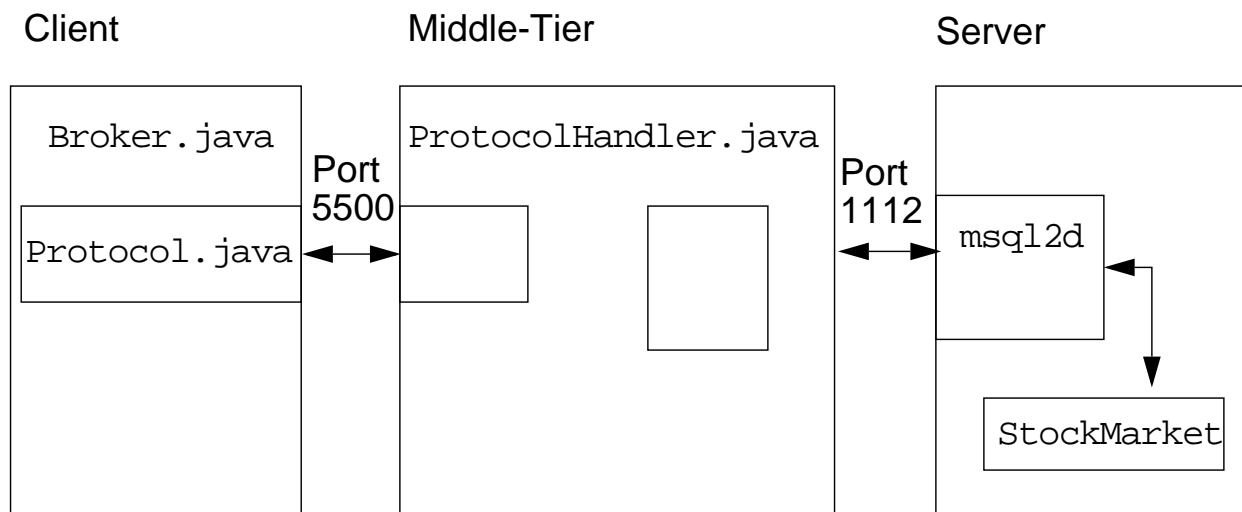 Client
Middle-Tier
Server
Broker.java
ProtocolHandler.java
Port
5500
Port
1112
Protocol.java
msql2d
StockMarket